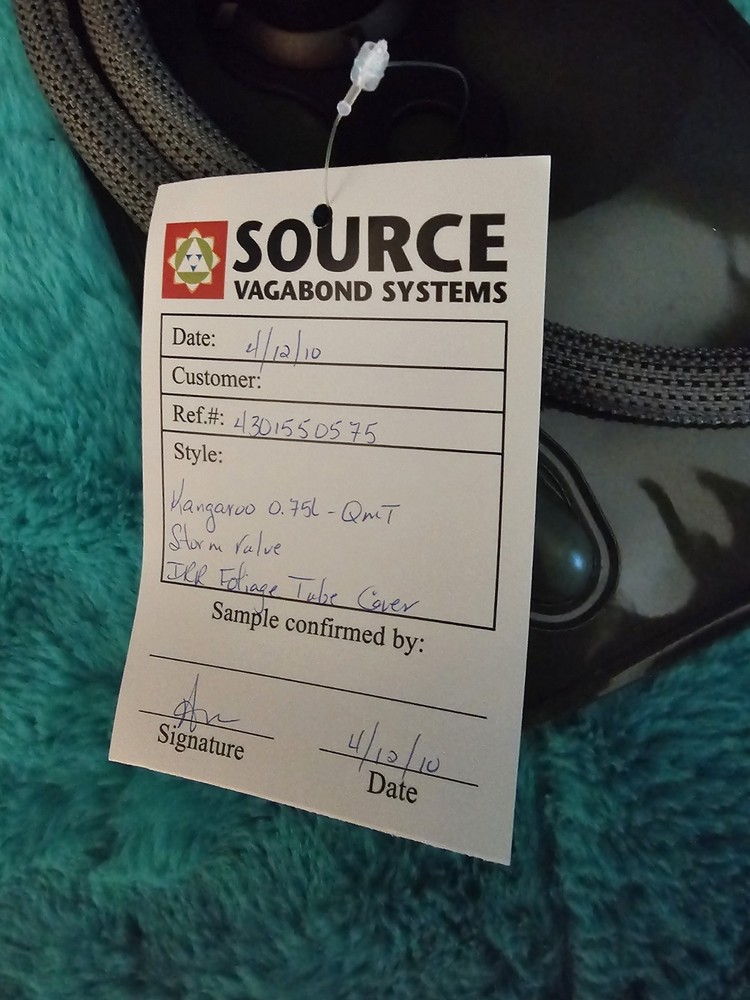 SOURCE
VAGABOND SYSTEMS
Date: 4/12/10
Customer:
Ref.#: 4301550575
Style:
Kangaroo 0.75L - QMT
Storm Valve
IRR Foliage Tube Cover
Sample confirmed by:
4/12/10
Signature
Date